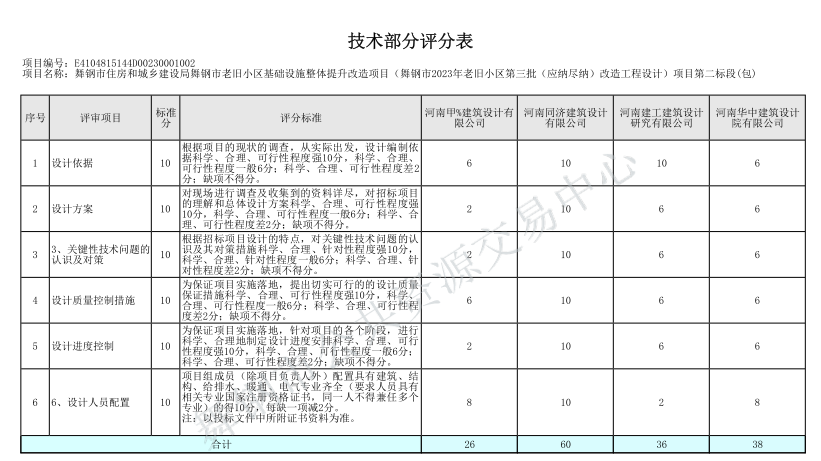 技术部分评分表
项目编号: E4104815144D00230001002
项目名称: 舞钢市住房和城乡建设局舞钢市老旧小区基础设施整体提升改造项目 (舞钢市2023年老旧小区第三批 (应纳尽纳) 改造工程设计) 项目第二标段(包)
序号 评审项目 标准分 评分标准 河南甲%建筑设计有限公司 河南同济建筑设计有限公司 河南建工建筑设计研究有限公司 河南华中建筑设计院有限公司
1 设计依据 10
根据项目的现状的调查, 从实际出发, 设计编制依
据科学、合理、可行性程度强10分, 科学、合理、
可行性程度一般6分; 科学、合理、可行性程度差2
分; 缺项不得分。
6 10 10 6
2 设计方案 10
对现场进行调查及收集到的资料详尽, 对招标项目
的理解和总体设计方案科学、合理、可行性程度强
10分, 科学、合理、可行性程度一般6分; 科学、合
理、可行性程度差2分; 缺项不得分。
2 10 6 6
3 3、关键性技术问题的认识及对策 10
根据招标项目设计的特点, 对关键性技术问题的认
识及其对策措施科学、合理、针对性程度强10分,
科学、合理、针对性程度一般6分; 科学、合理、针
对性程度差2分; 缺项不得分。
2 10 6 6
4 设计质量控制措施 10
为保证项目实施落地, 提出切实可行的的设计质量
保证措施科学、合理、可行性程度强10分, 科学、
合理、可行性程度一般6分; 科学、合理、可行性程
度差2分; 缺项不得分。
6 10 6 6
5 设计进度控制 10
为保证项目实施落地, 针对项目的各个阶段, 进行
科学、合理地制定设计进度安排科学、合理、可行
性程度强10分, 科学、合理、可行性程度一般6分;
科学、合理、可行性程度差2分; 缺项不得分。
2 10 6 6
6 6、设计人员配置 10
项目组成员 (除项目负责人外) 配置具有建筑、结
构、给排水、暖通、电气专业齐全 (要求人员具有
相关专业国家注册资格证书, 同一人不得兼任多个
专业) 的得10分, 每缺一项减2分。
注: 以投标文件中所附证书资料为准。
8 10 2 8
合计 26 60 36 38